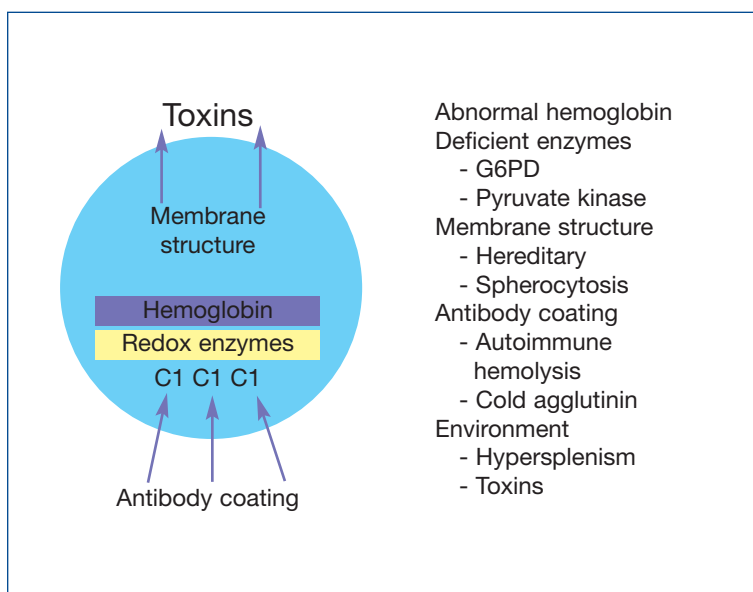 Toxins
Membrane
structure
Hemoglobin
Redox enzymes
C1 C1 C1
Antibody coating
Abnormal hemoglobin
Deficient enzymes
- G6PD
- Pyruvate kinase
Membrane structure
- Hereditary
- Spherocytosis
Antibody coating
- Autoimmune
hemolysis
- Cold agglutinin
Environment
- Hypersplenism
- Toxins